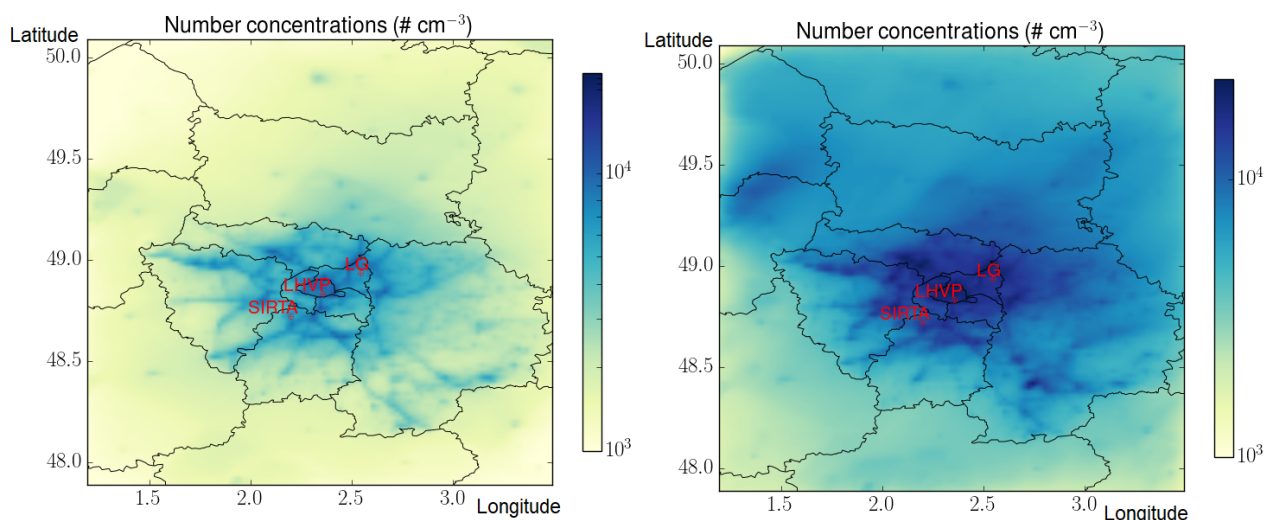 Number concentrations (# cm⁻³)
Latitude
50.0
49.5
49.0
48.5
48.0
1.5
2.0
2.5
3.0
Longitude
LG
LHVP
SIRTA
10⁴
10³
Number concentrations (# cm⁻³)
Latitude
50.0
49.5
49.0
48.5
48.0
1.5
2.0
2.5
3.0
Longitude
LG
LHVP
SIRTA
10⁴
10³